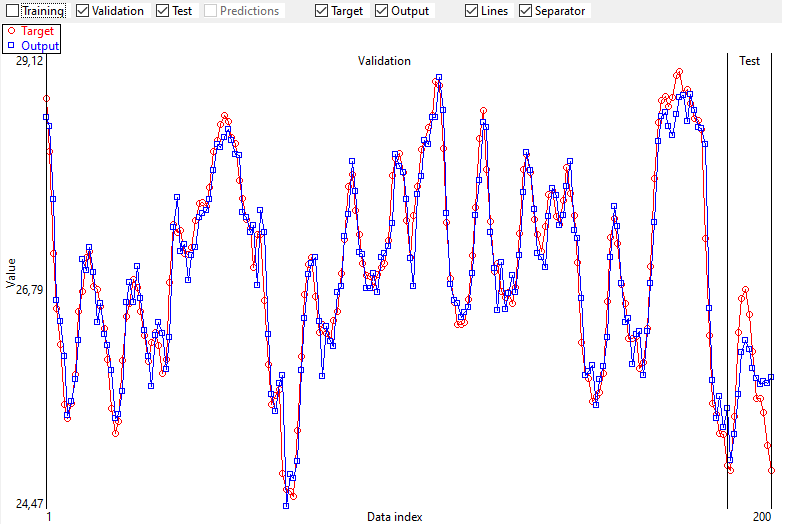 Training Validation Test Predictions Target Output Lines Separator
Target
Output
29,12 Validation Test
Value
26,79
24,47
1 Data index 200